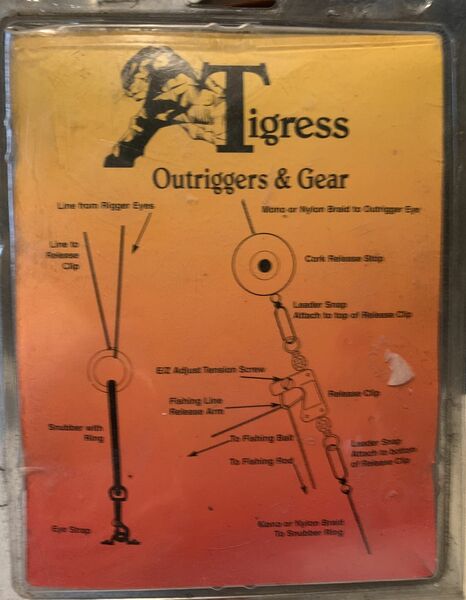 Tigress
Outriggers & Gear
Line from Rigger Eyes
Line to
Release
Clip
Snubber with
Ring
Eye Strap
Mono or Nylon Braid to Outrigger Eye
Cork Release Stop
Leader Snap
Attach to top of Release Clip
E/Z Adjust Tension Screw
Fishing Line
Release Arm
Release Clip
To Fishing Bait
To Fishing Rod
Leader Snap
Attach to bottom
of Release Clip
Mono or Nylon Braid
To Snubber Ring